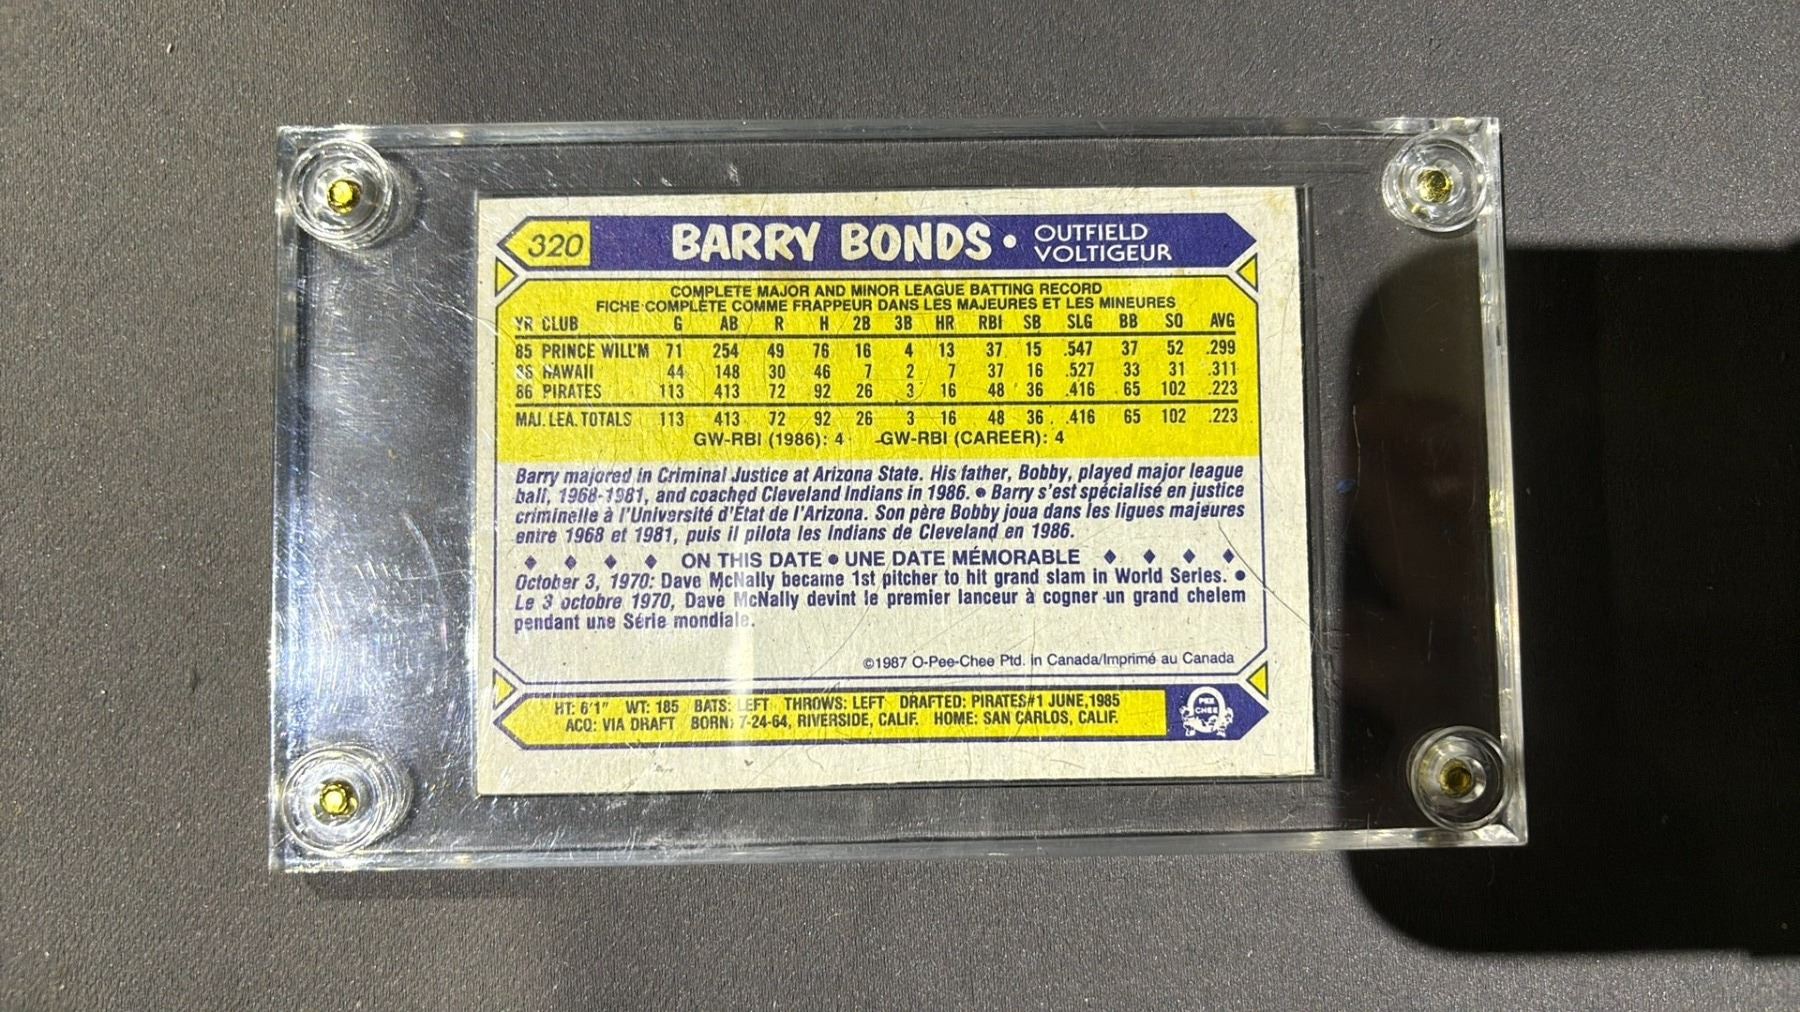 320 BARRY BONDS • OUTFIELD
VOLTIGEUR
COMPLETE MAJOR AND MINOR LEAGUE BATTING RECORD
FICHE COMPLÈTE COMME FRAPPEUR DANS LES MAJEURES ET LES MINEURES
YR CLUB G AB R H 2B 3B HR RBI SB SLG BB SO AVG
85 PRINCE WILL'M 71 254 49 76 16 4 13 37 15 .547 37 52 .299
86 HAWAII 44 148 30 46 7 2 7 37 16 .527 33 31 .311
86 PIRATES 113 413 72 92 26 3 16 48 36 .416 65 102 .223
MAJ. LEA. TOTALS 113 413 72 92 26 3 16 48 36 .416 65 102 .223
GW-RBI (1986): 4 GW-RBI (CAREER): 4
Barry majored in Criminal Justice at Arizona State. His father, Bobby, played major league
ball, 1968-1981, and coached Cleveland Indians in 1986. • Barry s'est spécialisé en justice
criminelle à l'Université d'État de l'Arizona. Son père Bobby joua dans les ligues majeures
entre 1968 et 1981, puis il pilota les Indians de Cleveland en 1986.
ON THIS DATE • UNE DATE MÉMORABLE
October 3, 1970: Dave McNally became 1st pitcher to hit grand slam in World Series. •
Le 3 octobre 1970, Dave McNally devint le premier lanceur à cogner un grand chelem
pendant une Série mondiale.
©1987 O-Pee-Chee Ptd. in Canada/Imprimé au Canada
HT: 6'1" WT: 185 BATS: LEFT THROWS: LEFT DRAFTED: PIRATES#1 JUNE,1985
ACQ: VIA DRAFT BORN: 7-24-64, RIVERSIDE, CALIF. HOME: SAN CARLOS, CALIF.
O
PEE
CHEE